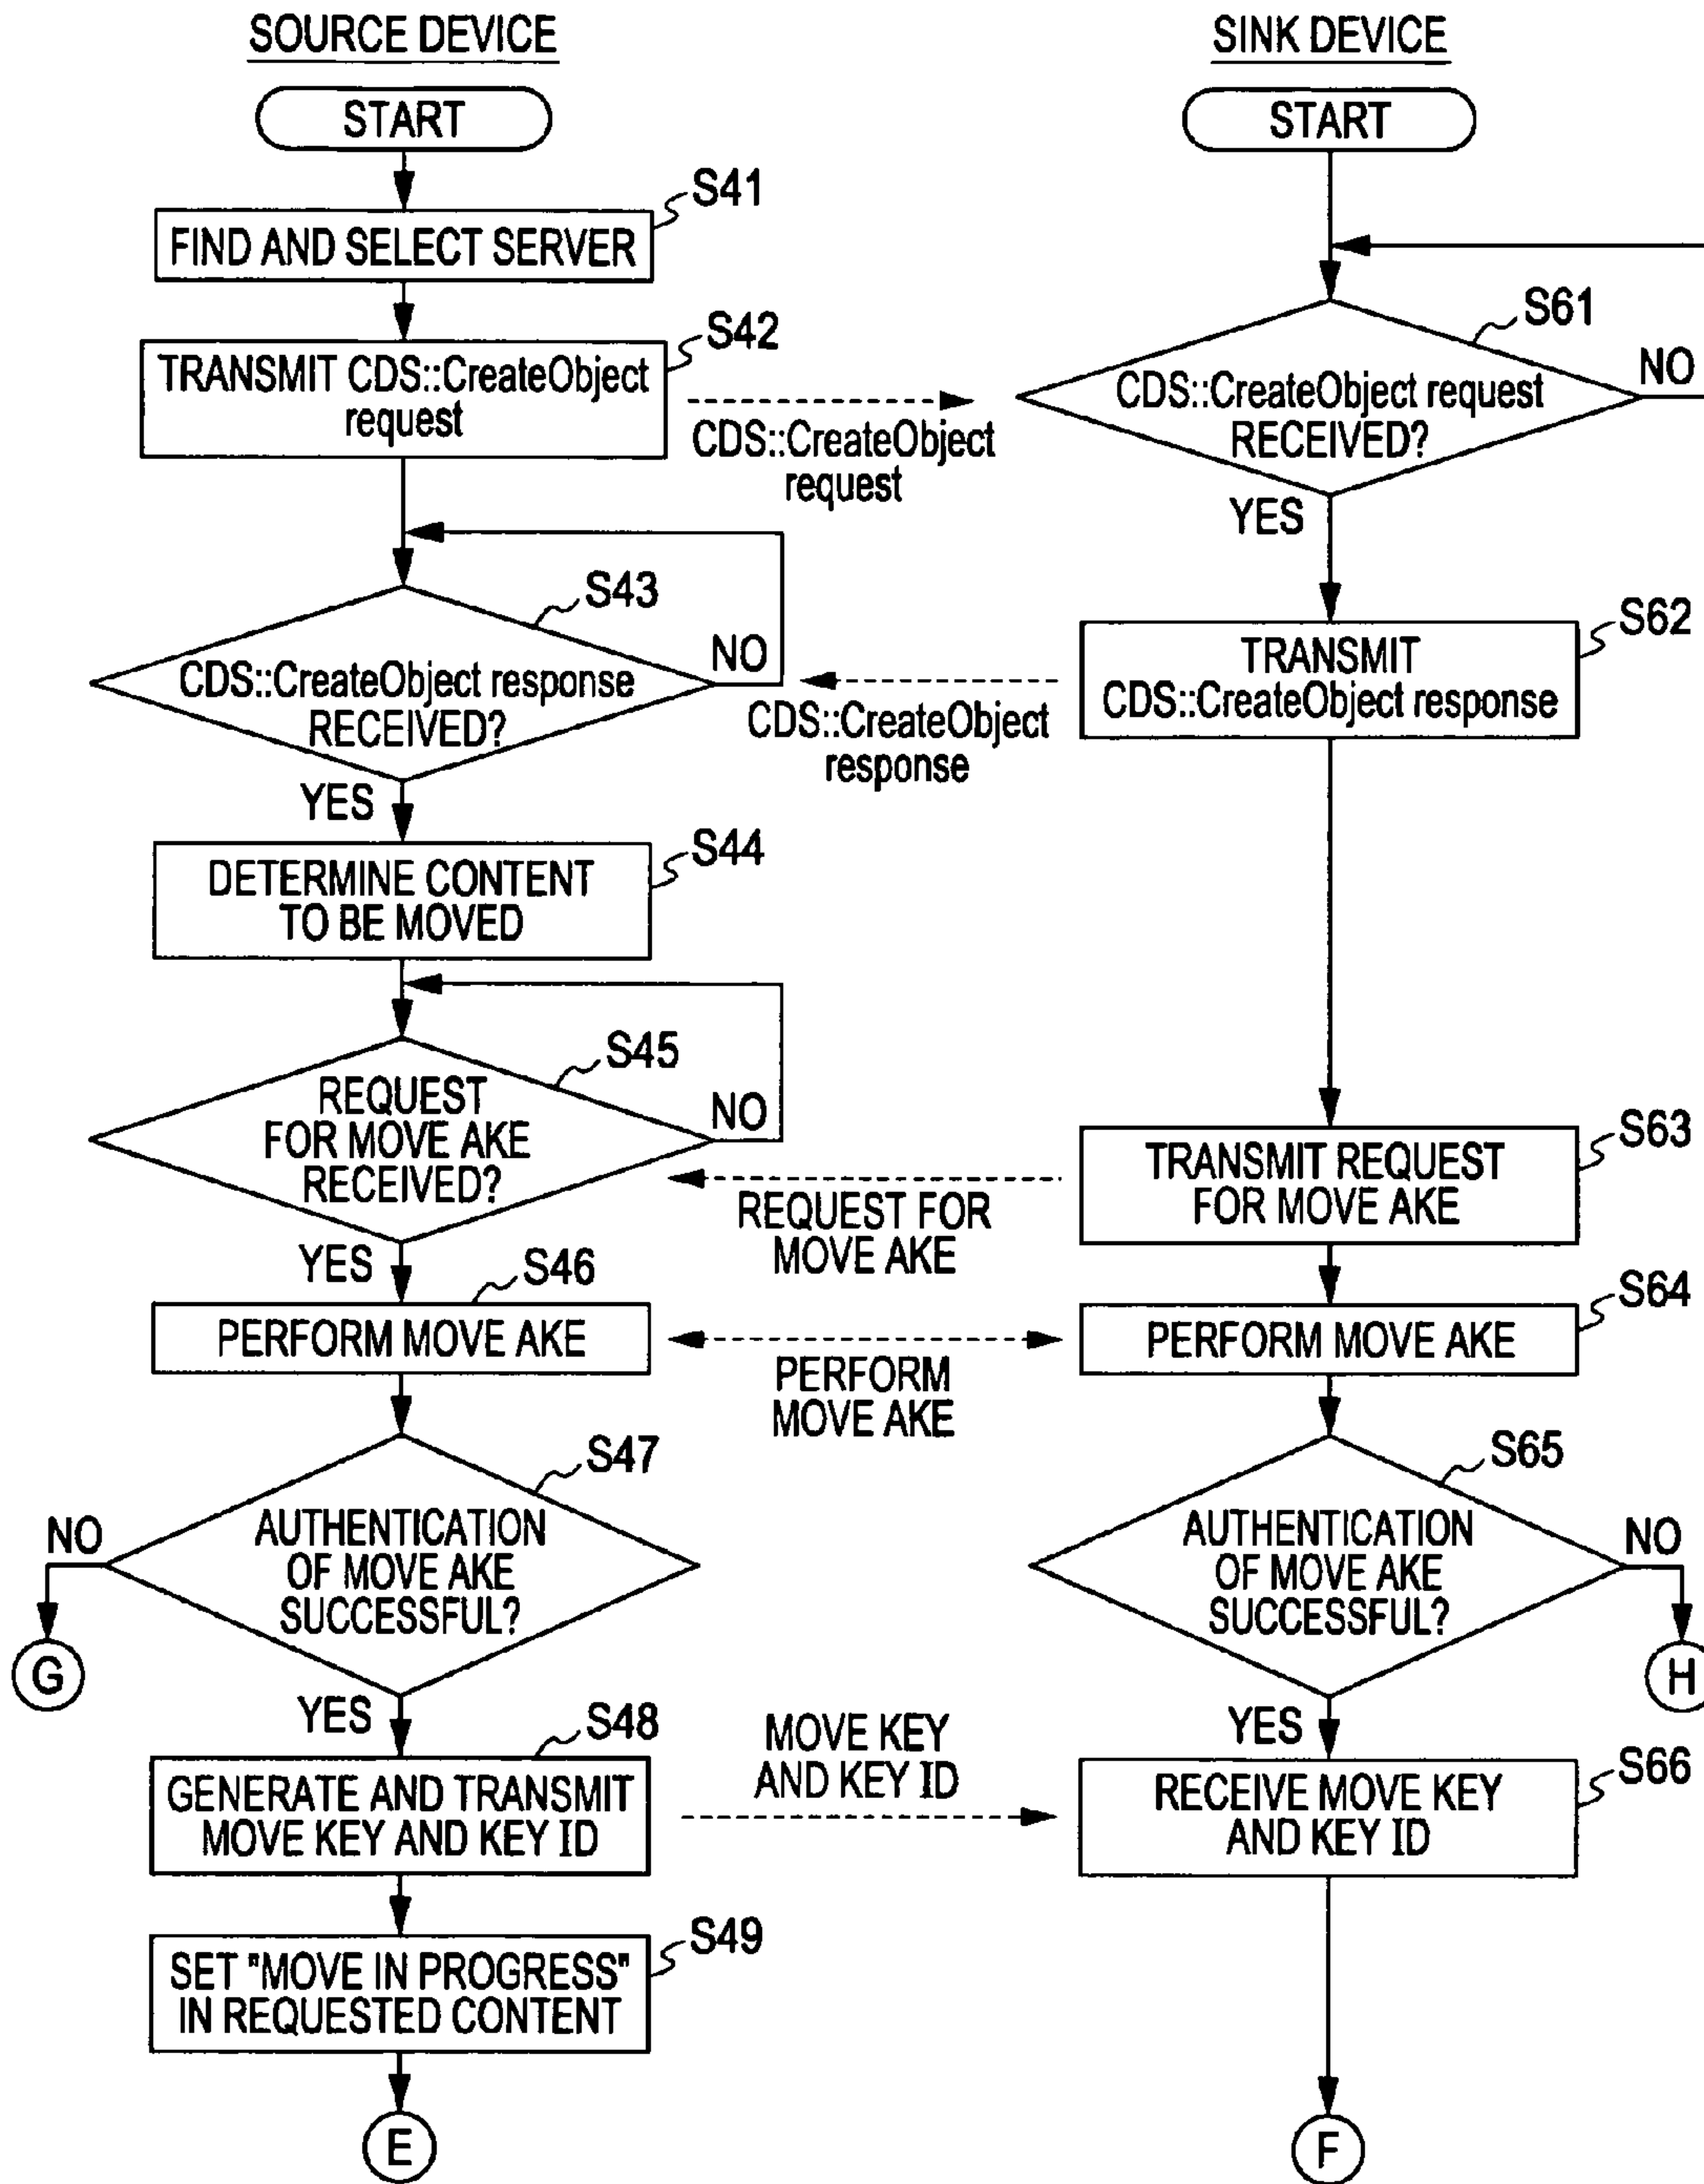 SOURCE DEVICE
START
S41
FIND AND SELECT SERVER
S42
TRANSMIT CDS::CreateObject
request
CDS::CreateObject
request
S43
CDS::CreateObject response
RECEIVED?
NO
YES
CDS::CreateObject
response
S44
DETERMINE CONTENT
TO BE MOVED
S45
REQUEST
FOR MOVE AKE
RECEIVED?
NO
YES
REQUEST FOR
MOVE AKE
S46
PERFORM MOVE AKE
PERFORM
MOVE AKE
S47
AUTHENTICATION
OF MOVE AKE
SUCCESSFUL?
NO
G
YES
S48
GENERATE AND TRANSMIT
MOVE KEY AND KEY ID
MOVE KEY
AND KEY ID
S49
SET "MOVE IN PROGRESS"
IN REQUESTED CONTENT
E
SINK DEVICE
START
S61
CDS::CreateObject request
RECEIVED?
NO
YES
S62
TRANSMIT
CDS::CreateObject response
S63
TRANSMIT REQUEST
FOR MOVE AKE
S64
PERFORM MOVE AKE
S65
AUTHENTICATION
OF MOVE AKE
SUCCESSFUL?
NO
H
YES
S66
RECEIVE MOVE KEY
AND KEY ID
F